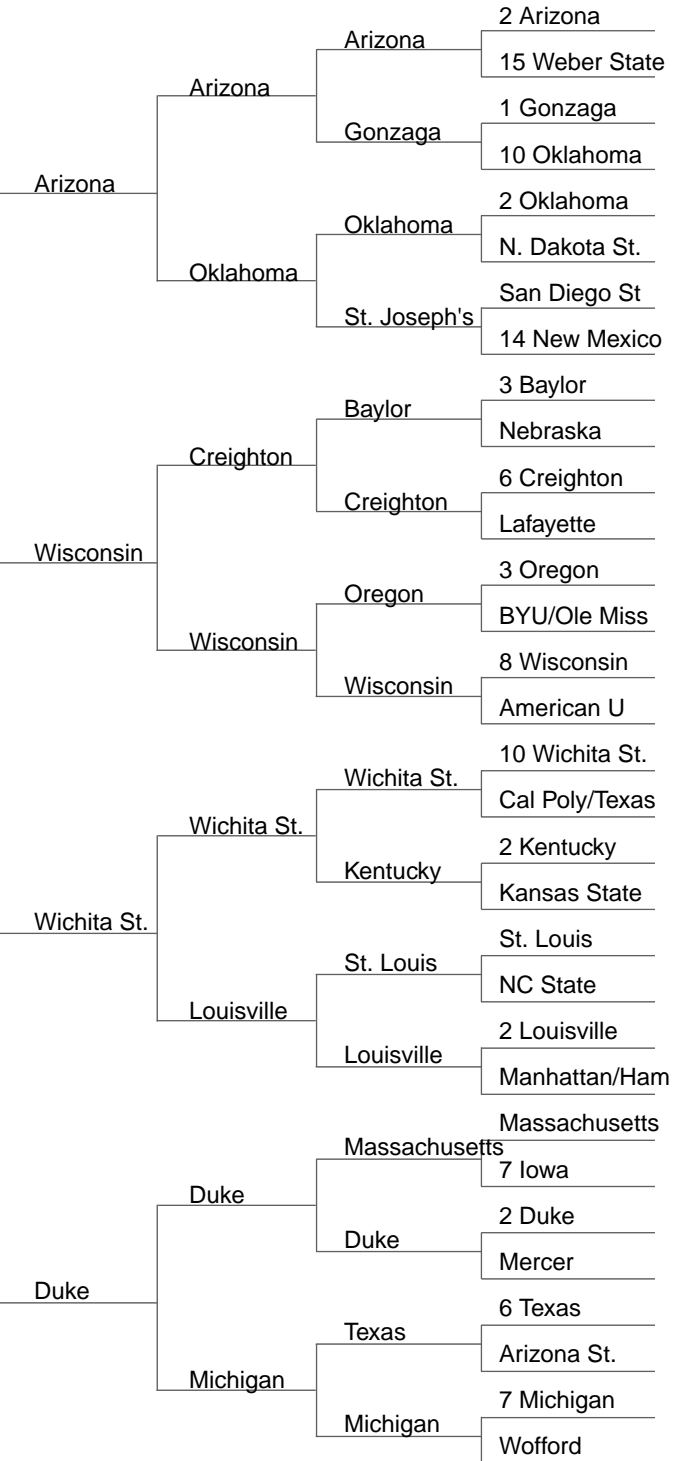 2 Arizona
Arizona
15 Weber State
Arizona
1 Gonzaga
Gonzaga
10 Oklahoma
Arizona
2 Oklahoma
Oklahoma
N. Dakota St.
Oklahoma
San Diego St
St. Joseph's
14 New Mexico
3 Baylor
Baylor
Nebraska
Creighton
6 Creighton
Creighton
Lafayette
Wisconsin
3 Oregon
Oregon
BYU/Ole Miss
Wisconsin
8 Wisconsin
Wisconsin
American U
10 Wichita St.
Wichita St.
Cal Poly/Texas
Wichita St.
2 Kentucky
Kentucky
Kansas State
Wichita St.
St. Louis
St. Louis
NC State
Louisville
2 Louisville
Louisville
Manhattan/Ham
Massachusetts
Massachusetts
7 Iowa
Duke
2 Duke
Duke
Mercer
Duke
6 Texas
Texas
Arizona St.
Michigan
7 Michigan
Michigan
Wofford